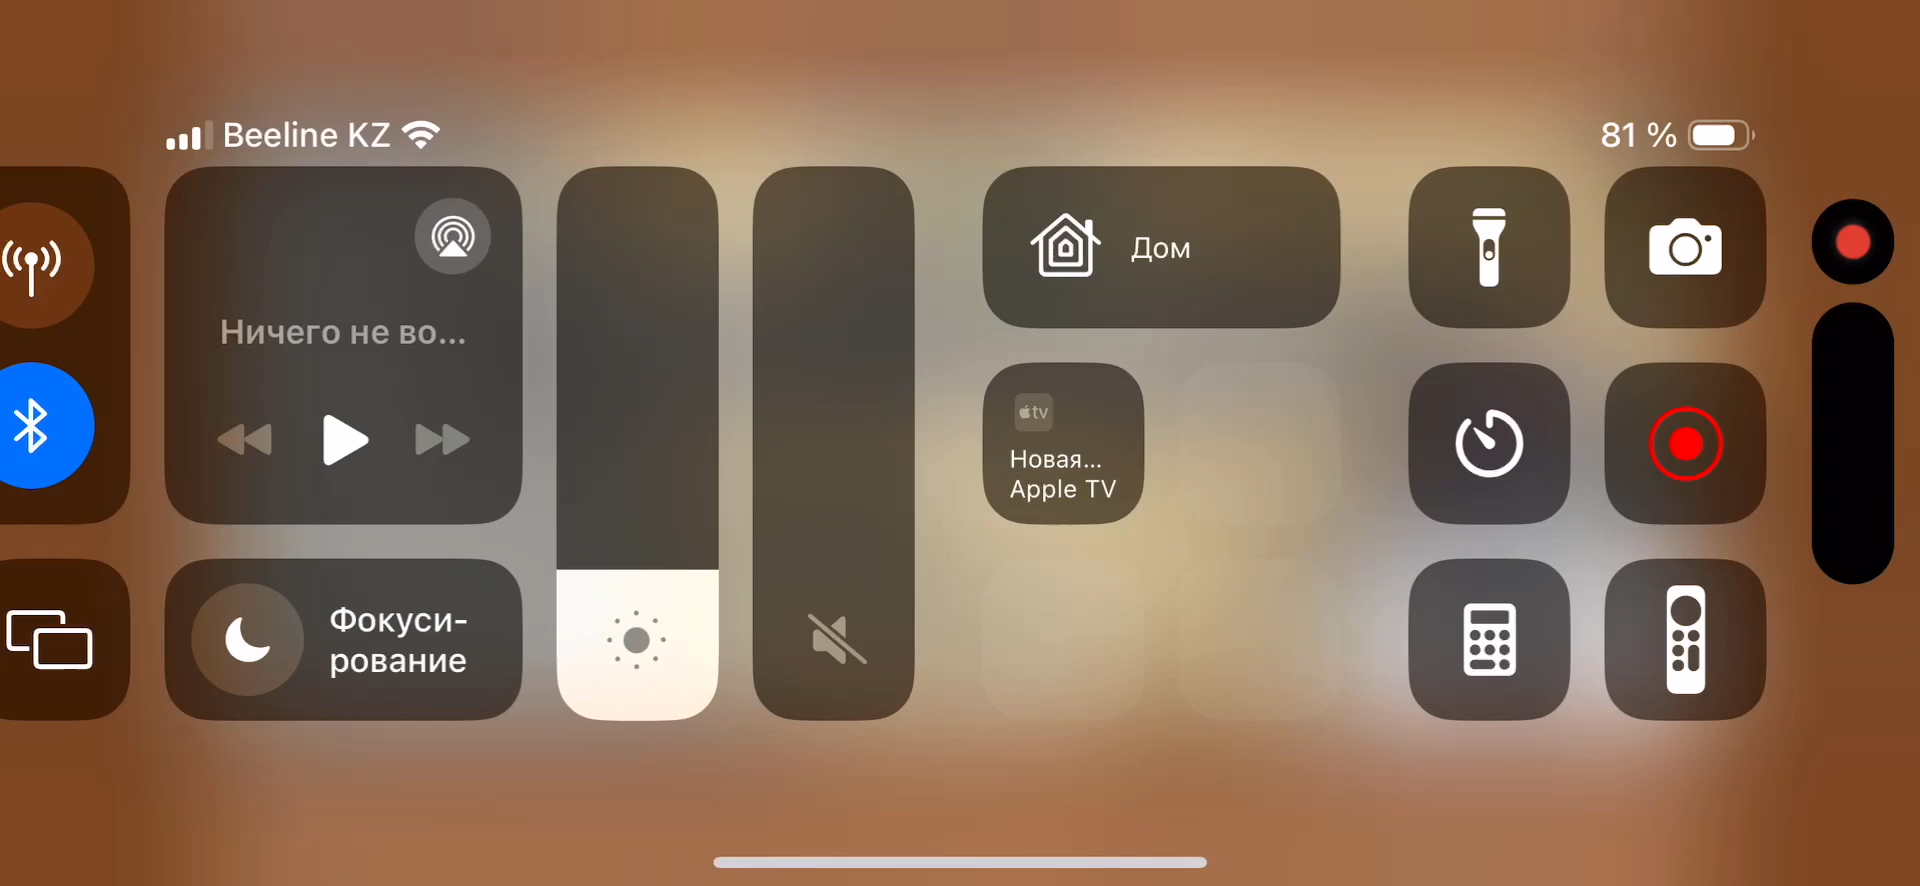 Beeline KZ
81 %
Ничего не во...
Дом
tv
Новая...
Apple TV
Фокуси-
рование